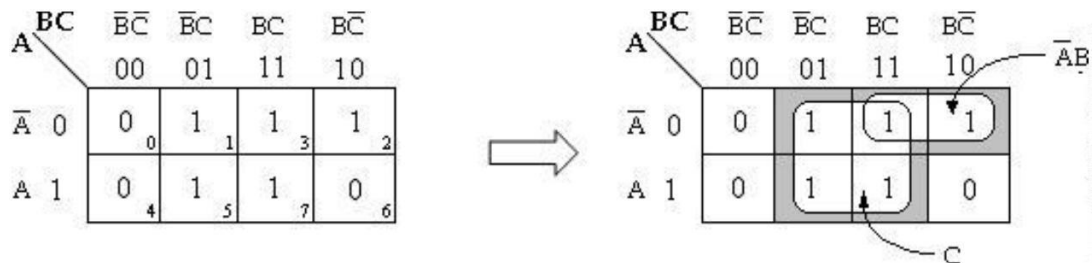 BC B̅C̅ B̅C BC BC̅ BC B̅C̅ B̅C BC BC̅
A 00 01 11 10 A 00 01 11 10 A̅B
A̅ 0 0 0 1 1 1 3 1 2 A̅ 0 0 1 1 1
A 1 0 4 1 5 1 7 0 6 A 1 0 1 1 0
C